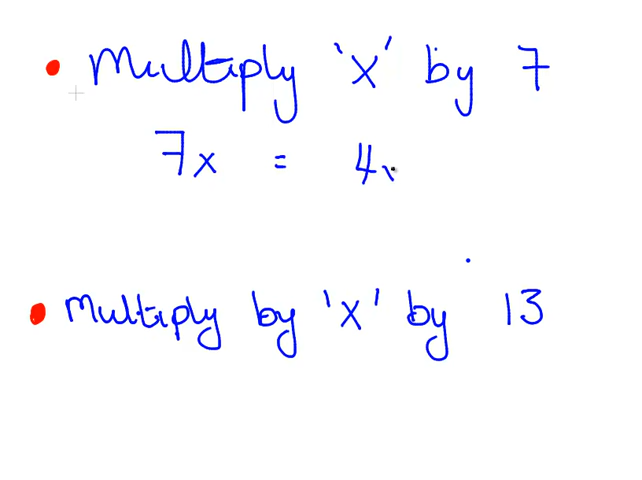 • Multiply 'x' by 7
7x = 4
• Multiply by 'x' by 13